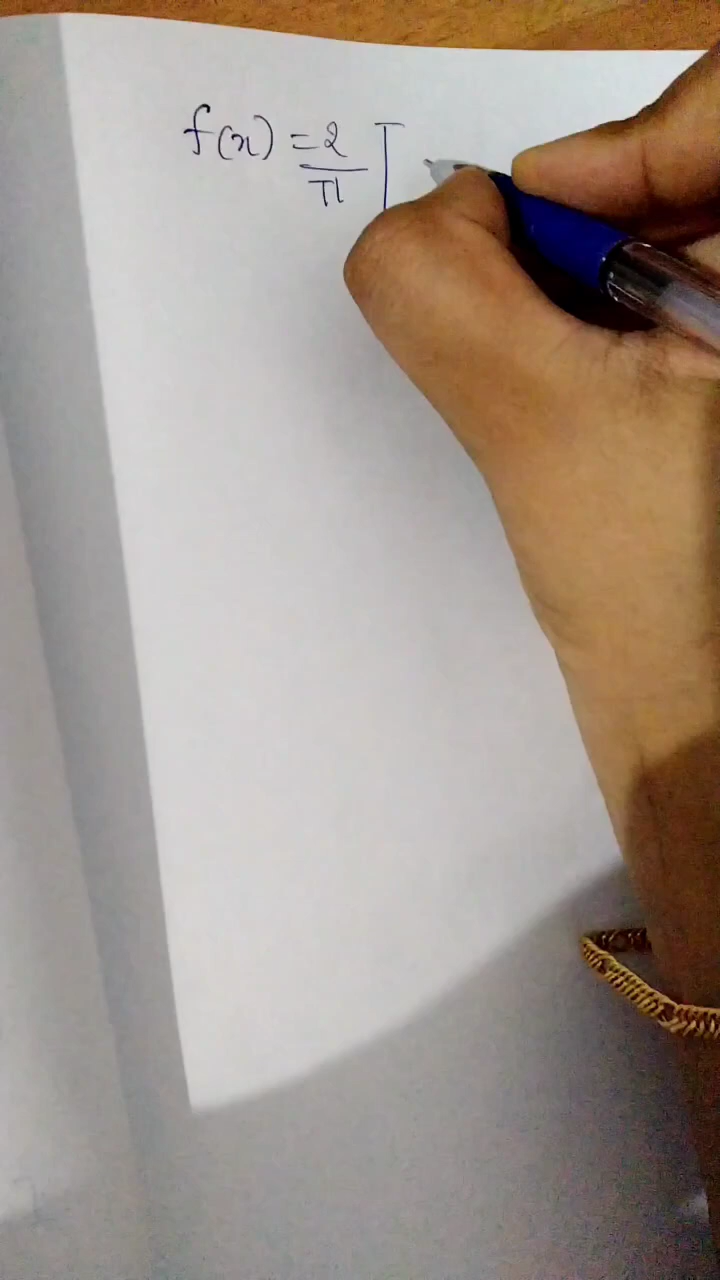 f(x) = 2/π [